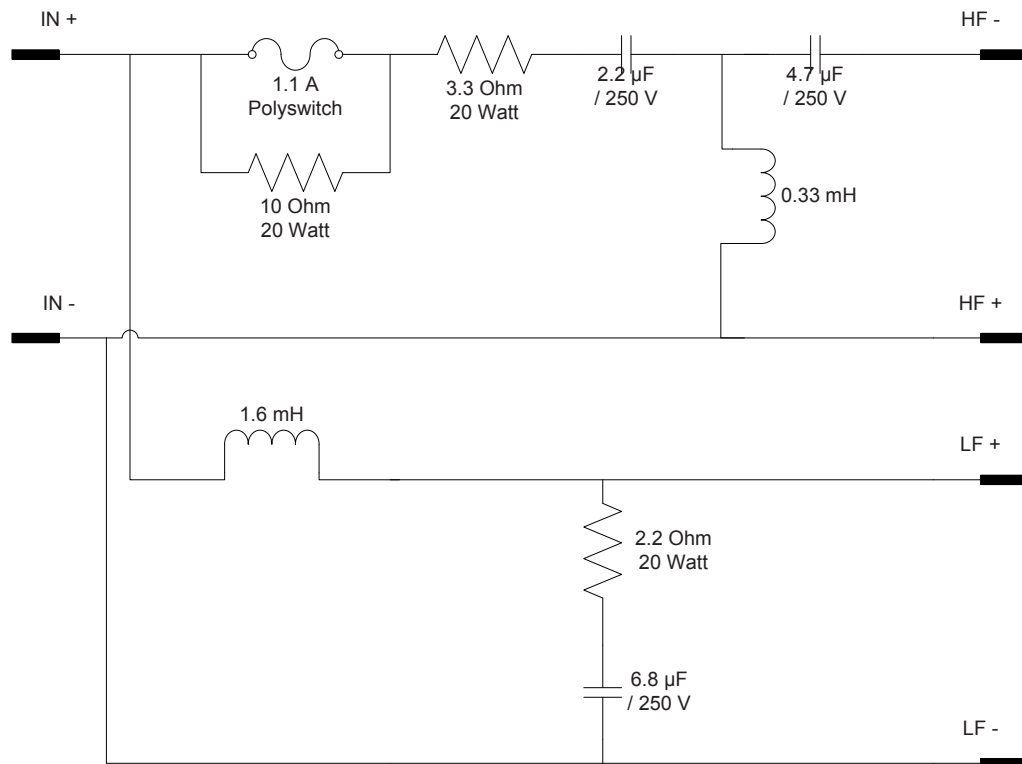 IN +
HF -
1.1 A
Polyswitch
3.3 Ohm
20 Watt
2.2 µF
/ 250 V
4.7 µF
/ 250 V
10 Ohm
20 Watt
0.33 mH
IN -
HF +
1.6 mH
LF +
2.2 Ohm
20 Watt
6.8 µF
/ 250 V
LF -